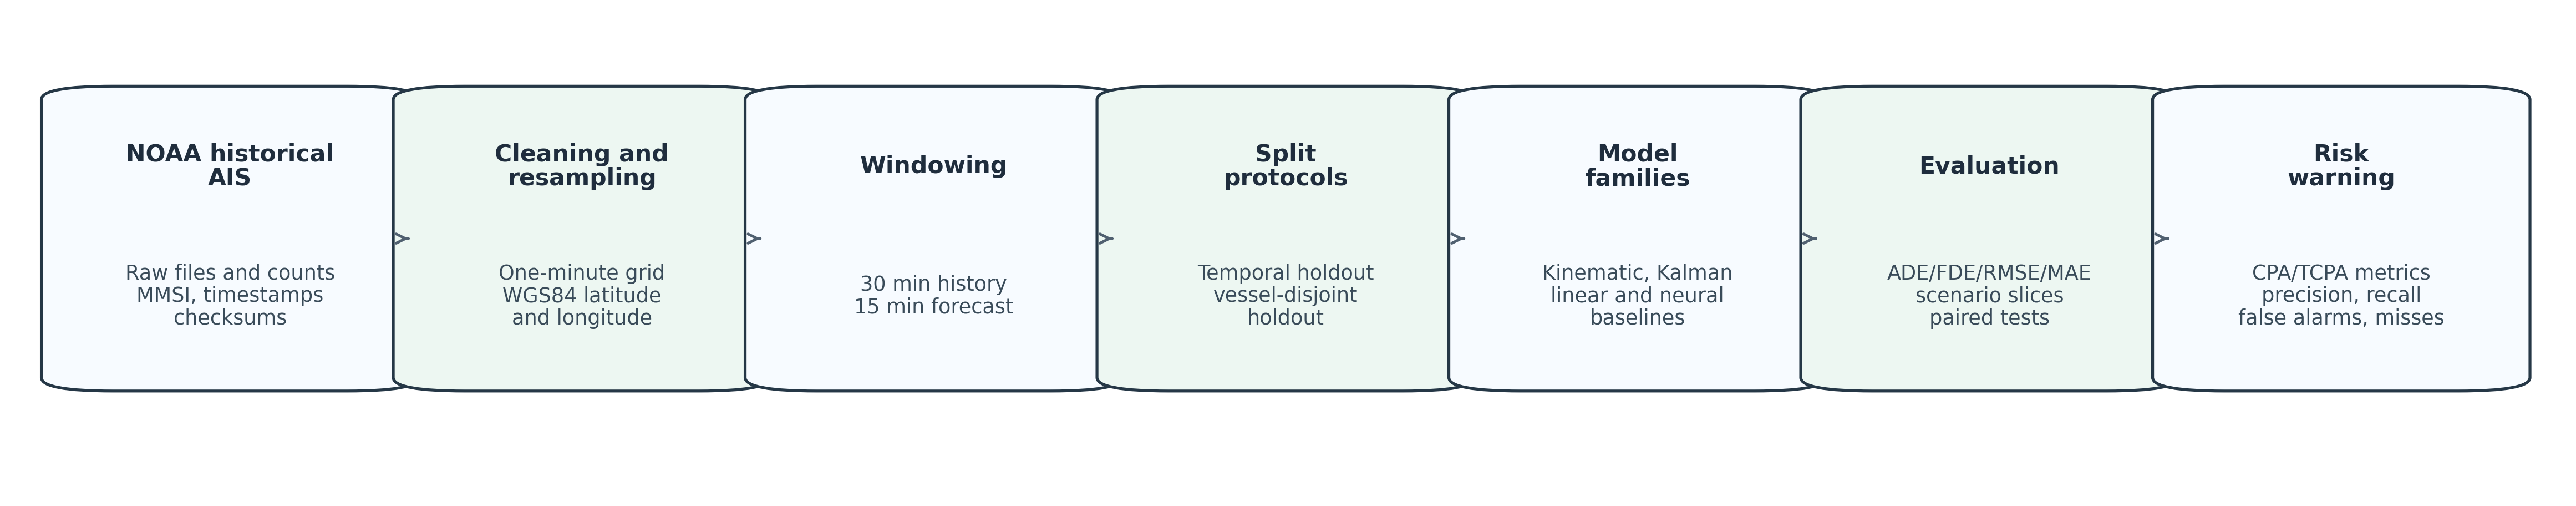 NOAA historical
AIS
Raw files and counts
MMSI, timestamps
checksums
Cleaning and
resampling
One-minute grid
WGS84 latitude
and longitude
Windowing
30 min history
15 min forecast
Split
protocols
Temporal holdout
vessel-disjoint
holdout
Model
families
Kinematic, Kalman
linear and neural
baselines
Evaluation
ADE/FDE/RMSE/MAE
scenario slices
paired tests
Risk
warning
CPA/TCPA metrics
precision, recall
false alarms, misses